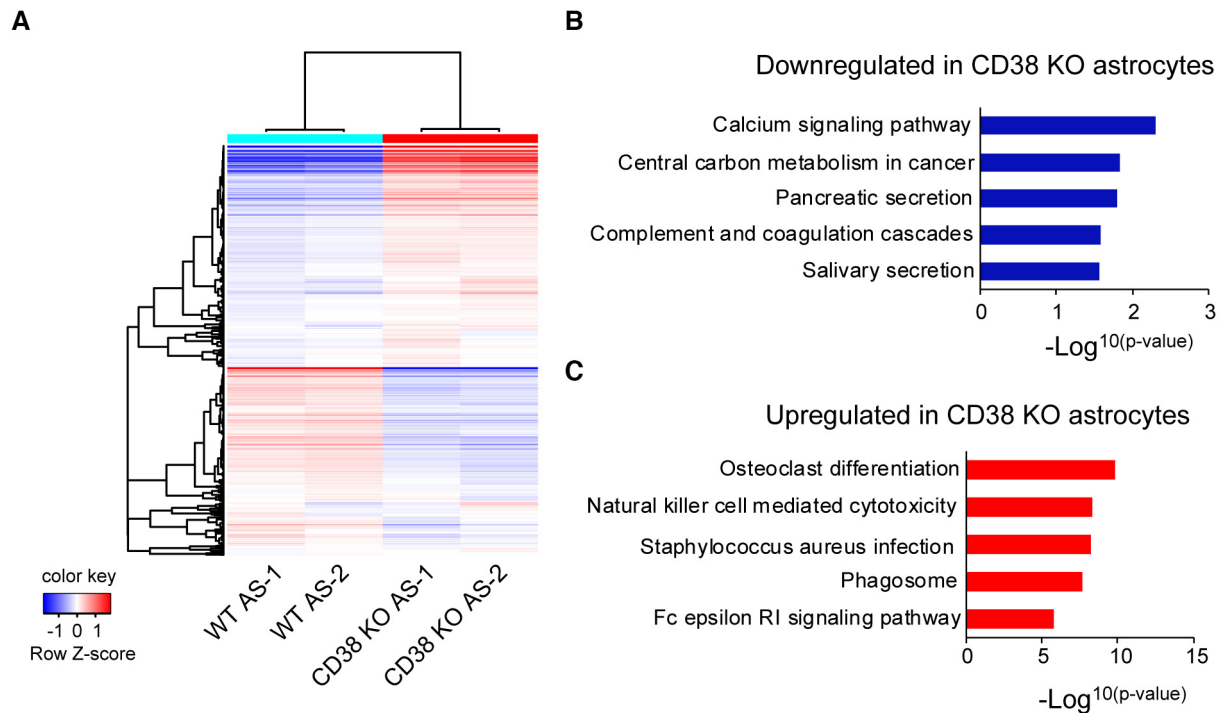 A
WT AS-1
WT AS-2
CD38 KO AS-1
CD38 KO AS-2
color key
-1 0 1
Row Z-score
B
Downregulated in CD38 KO astrocytes
Calcium signaling pathway
Central carbon metabolism in cancer
Pancreatic secretion
Complement and coagulation cascades
Salivary secretion
0 1 2 3
-Log10(p-value)
C
Upregulated in CD38 KO astrocytes
Osteoclast differentiation
Natural killer cell mediated cytotoxicity
Staphylococcus aureus infection
Phagosome
Fc epsilon RI signaling pathway
0 5 10 15
-Log10(p-value)